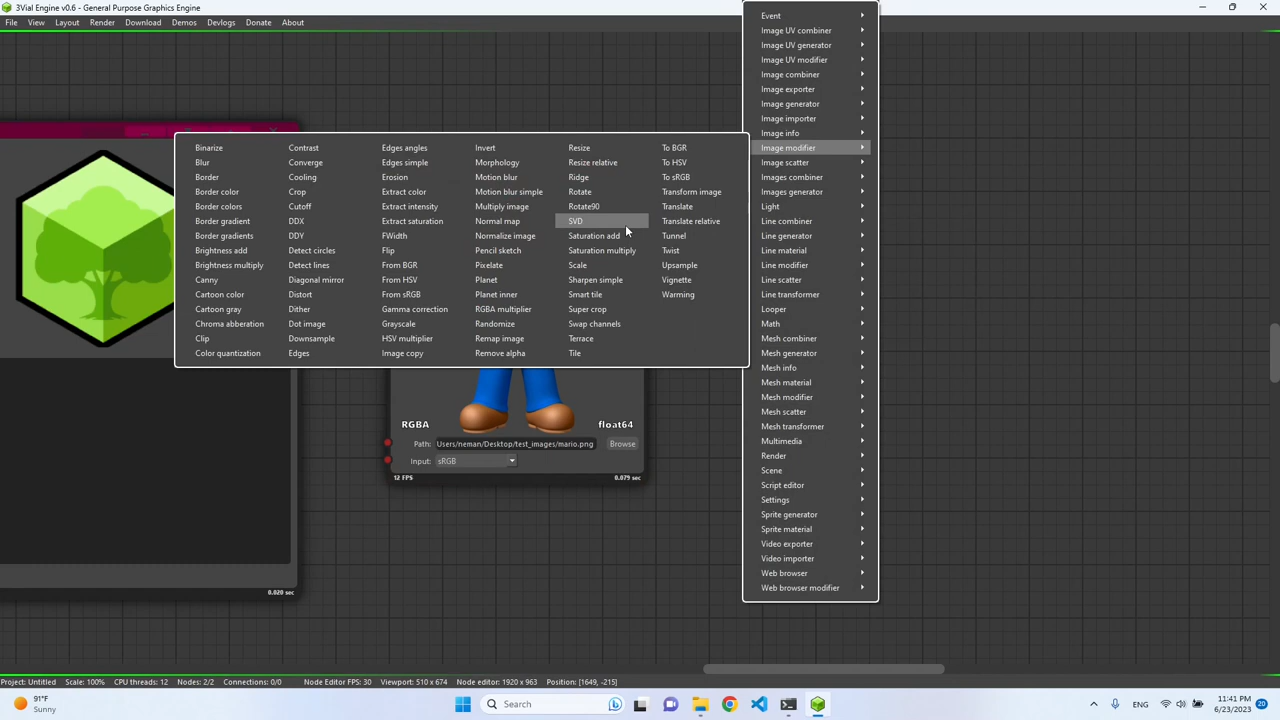 3Vial Engine v0.6 - General Purpose Graphics Engine
File View Layout Render Download Demos Devlogs Donate About
Event
Image UV combiner
Image UV generator
Image UV modifier
Image combiner
Image exporter
Image generator
Image importer
Image info
Image modifier
Image scatter
Images combiner
Images generator
Light
Line combiner
Line generator
Line material
Line modifier
Line scatter
Line transformer
Looper
Math
Mesh combiner
Mesh generator
Mesh info
Mesh material
Mesh modifier
Mesh scatter
Mesh transformer
Multimedia
Render
Scene
Script editor
Settings
Sprite generator
Sprite material
Video exporter
Video importer
Web browser
Web browser modifier
Binarize
Blur
Border
Border color
Border colors
Border gradient
Border gradients
Brightness add
Brightness multiply
Canny
Cartoon color
Cartoon gray
Chroma abberation
Clip
Color quantization
Contrast
Converge
Cooling
Crop
Cutoff
DDX
DDY
Detect circles
Detect lines
Diagonal mirror
Distort
Dither
Dot image
Downsample
Edges
Edges angles
Edges simple
Erosion
Extract color
Extract intensity
Extract saturation
FWidth
Flip
From BGR
From HSV
From sRGB
Gamma correction
Grayscale
HSV multiplier
Image copy
Invert
Morphology
Motion blur
Motion blur simple
Multiply image
Normal map
Normalize image
Pencil sketch
Pixelate
Planet
Planet inner
RGBA multiplier
Randomize
Remap image
Remove alpha
Resize
Resize relative
Ridge
Rotate
Rotate90
SVD
Saturation add
Saturation multiply
Scale
Sharpen simple
Smart tile
Super crop
Swap channels
Terrace
Tile
To BGR
To HSV
To sRGB
Transform image
Translate
Translate relative
Tunnel
Twist
Upsample
Vignette
Warming
RGBA float64
Path: Users/neman/Desktop/test_images/mario.png Browse
Input: sRGB
12 FPS 0.079 sec
0.020 sec
Project: Untitled Scale: 100% CPU threads: 12 Nodes: 2/2 Connections: 0/0 Node Editor FPS: 30 Viewport: 510 x 674 Node editor: 1920 x 963 Position: [1649, -215]
91°F
Sunny
Search
ENG
11:41 PM
6/23/2023
20